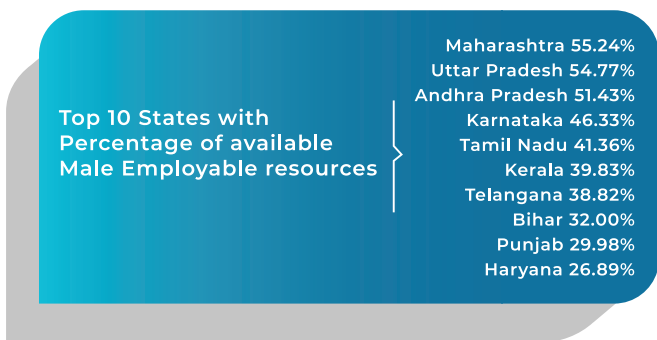 Top 10 States with
Percentage of available
Male Employable resources
Maharashtra 55.24%
Uttar Pradesh 54.77%
Andhra Pradesh 51.43%
Karnataka 46.33%
Tamil Nadu 41.36%
Kerala 39.83%
Telangana 38.82%
Bihar 32.00%
Punjab 29.98%
Haryana 26.89%